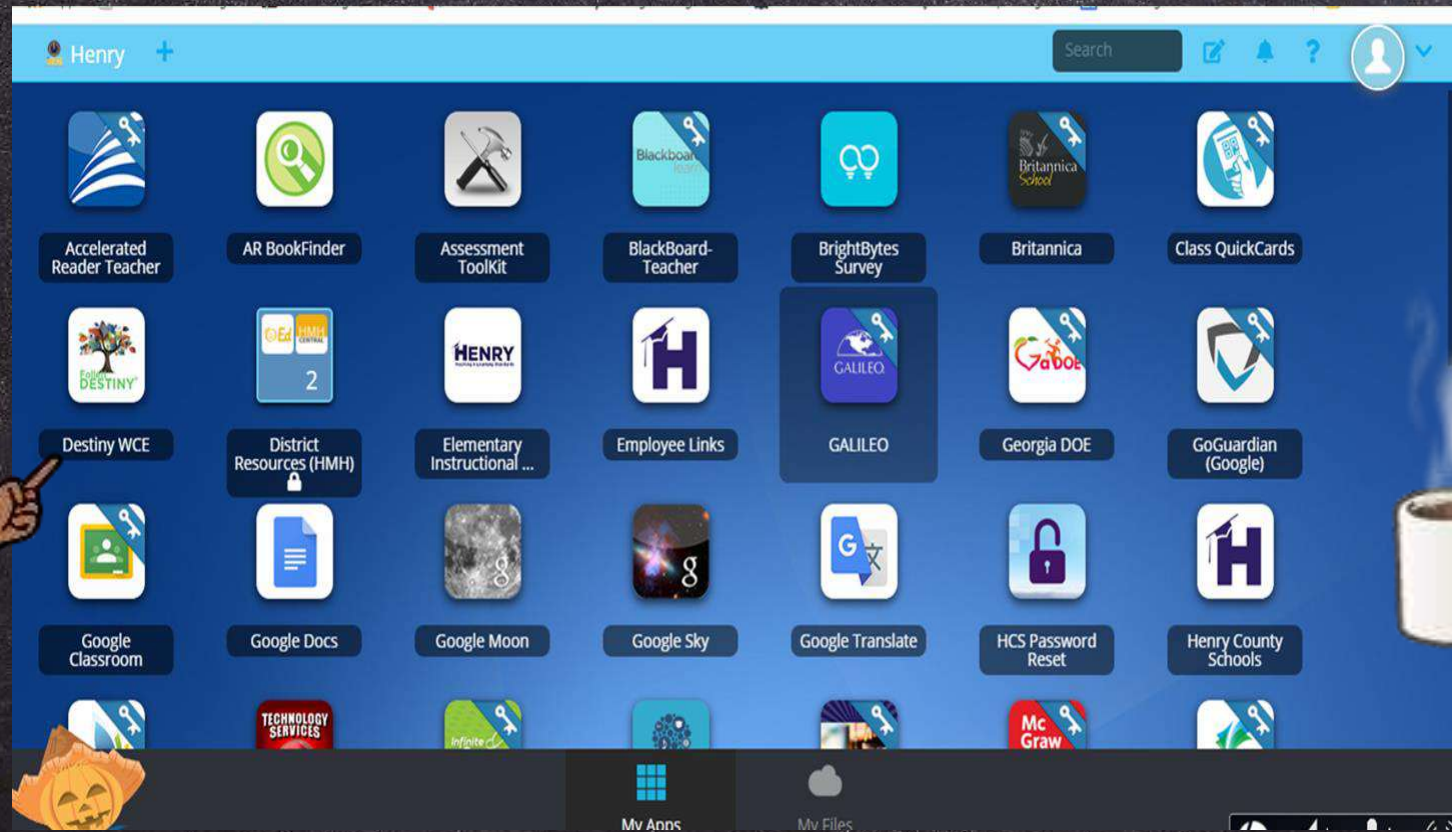 Henry +
Search
?
Blackboard
learn
Britannica
School
Accelerated
Reader Teacher
AR BookFinder
Assessment
ToolKit
BlackBoard-
Teacher
BrightBytes
Survey
Britannica
Class QuickCards
Follett
DESTINY
Ed
HMH
CENTRAL
2
HENRY
H
GALILEO
GaDOE
Destiny WCE
District
Resources (HMH)
Elementary
Instructional ...
Employee Links
GALILEO
Georgia DOE
GoGuardian
(Google)
g
g
G
H
Google
Classroom
Google Docs
Google Moon
Google Sky
Google Translate
HCS Password
Reset
Henry County
Schools
TECHNOLOGY
SERVICES
Infinite C
Mc
Graw
My Apps
My Files